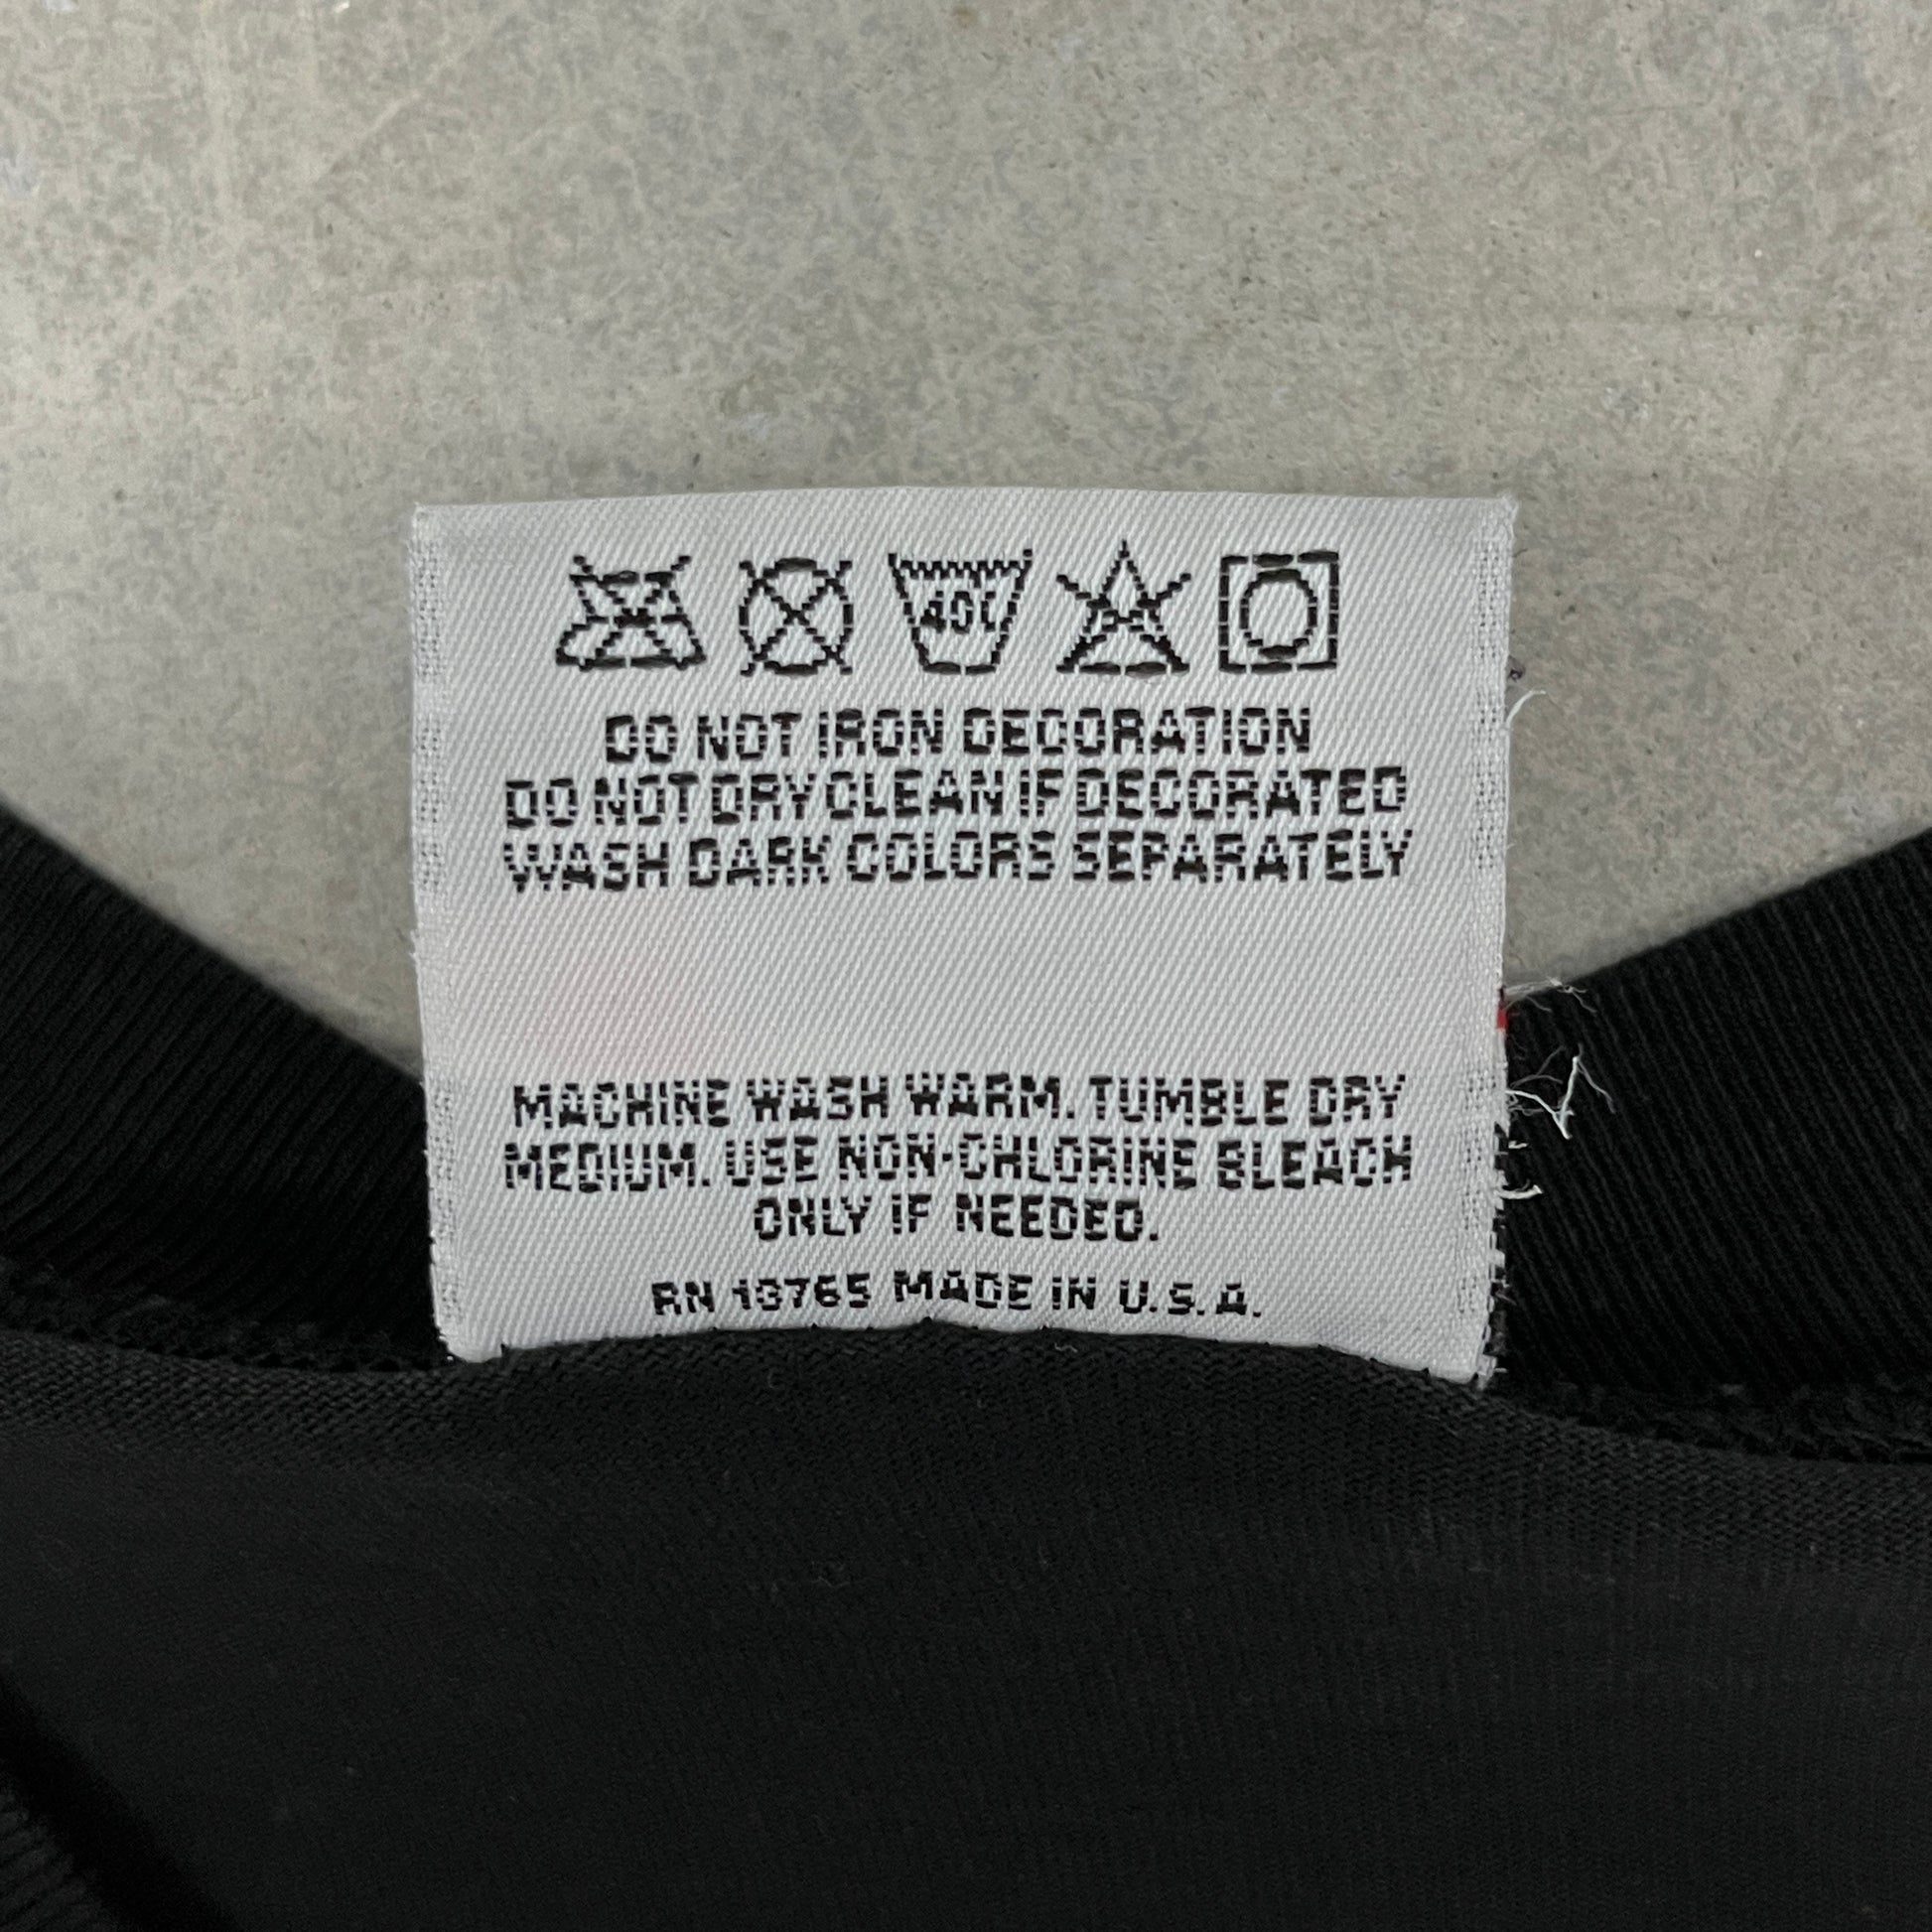 40C
DO NOT IRON DECORATION
DO NOT DRY CLEAN IF DECORATED
WASH DARK COLORS SEPARATELY
MACHINE WASH WARM. TUMBLE DRY
MEDIUM. USE NON-CHLORINE BLEACH
ONLY IF NEEDED.
RN 13765 MADE IN U.S.A.